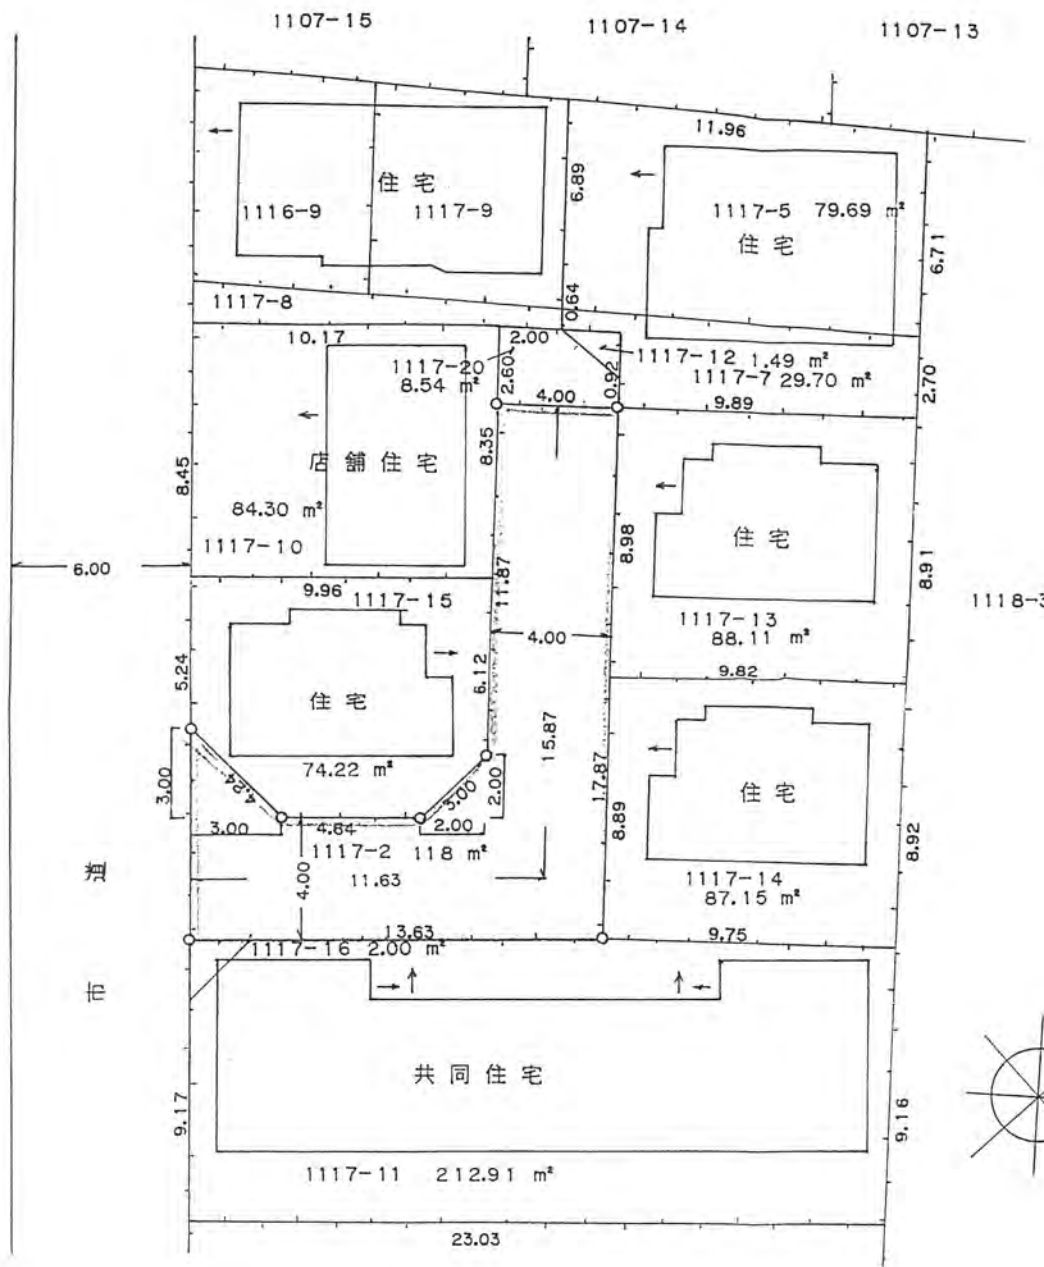 1107-15
1107-14
1107-13
11.96
住宅
1116-9
1117-9
6.89
1117-5 79.69 m²
住宅
6.71
1117-8
0.64
10.17
2.00
1117-20
8.54 m²
2.60
0.92
1117-12 1.49 m²
1117-7 29.70 m²
2.70
4.00
9.89
8.35
店舗住宅
8.45
84.30 m²
1117-10
8.98
住宅
8.91
6.00
9.96
1117-15
11.87
1118-3
1117-13
88.11 m²
4.00
9.82
5.24
6.12
住宅
15.87
74.22 m²
3.00
4.24
3.00
2.00
17.87
住宅
8.89
8.92
3.00
4.64
2.00
1117-2 118 m²
4.00
11.63
1117-14
87.15 m²
13.63
9.75
1117-16 2.00 m²
市道
共同住宅
9.17
9.16
1117-11 212.91 m²
23.03